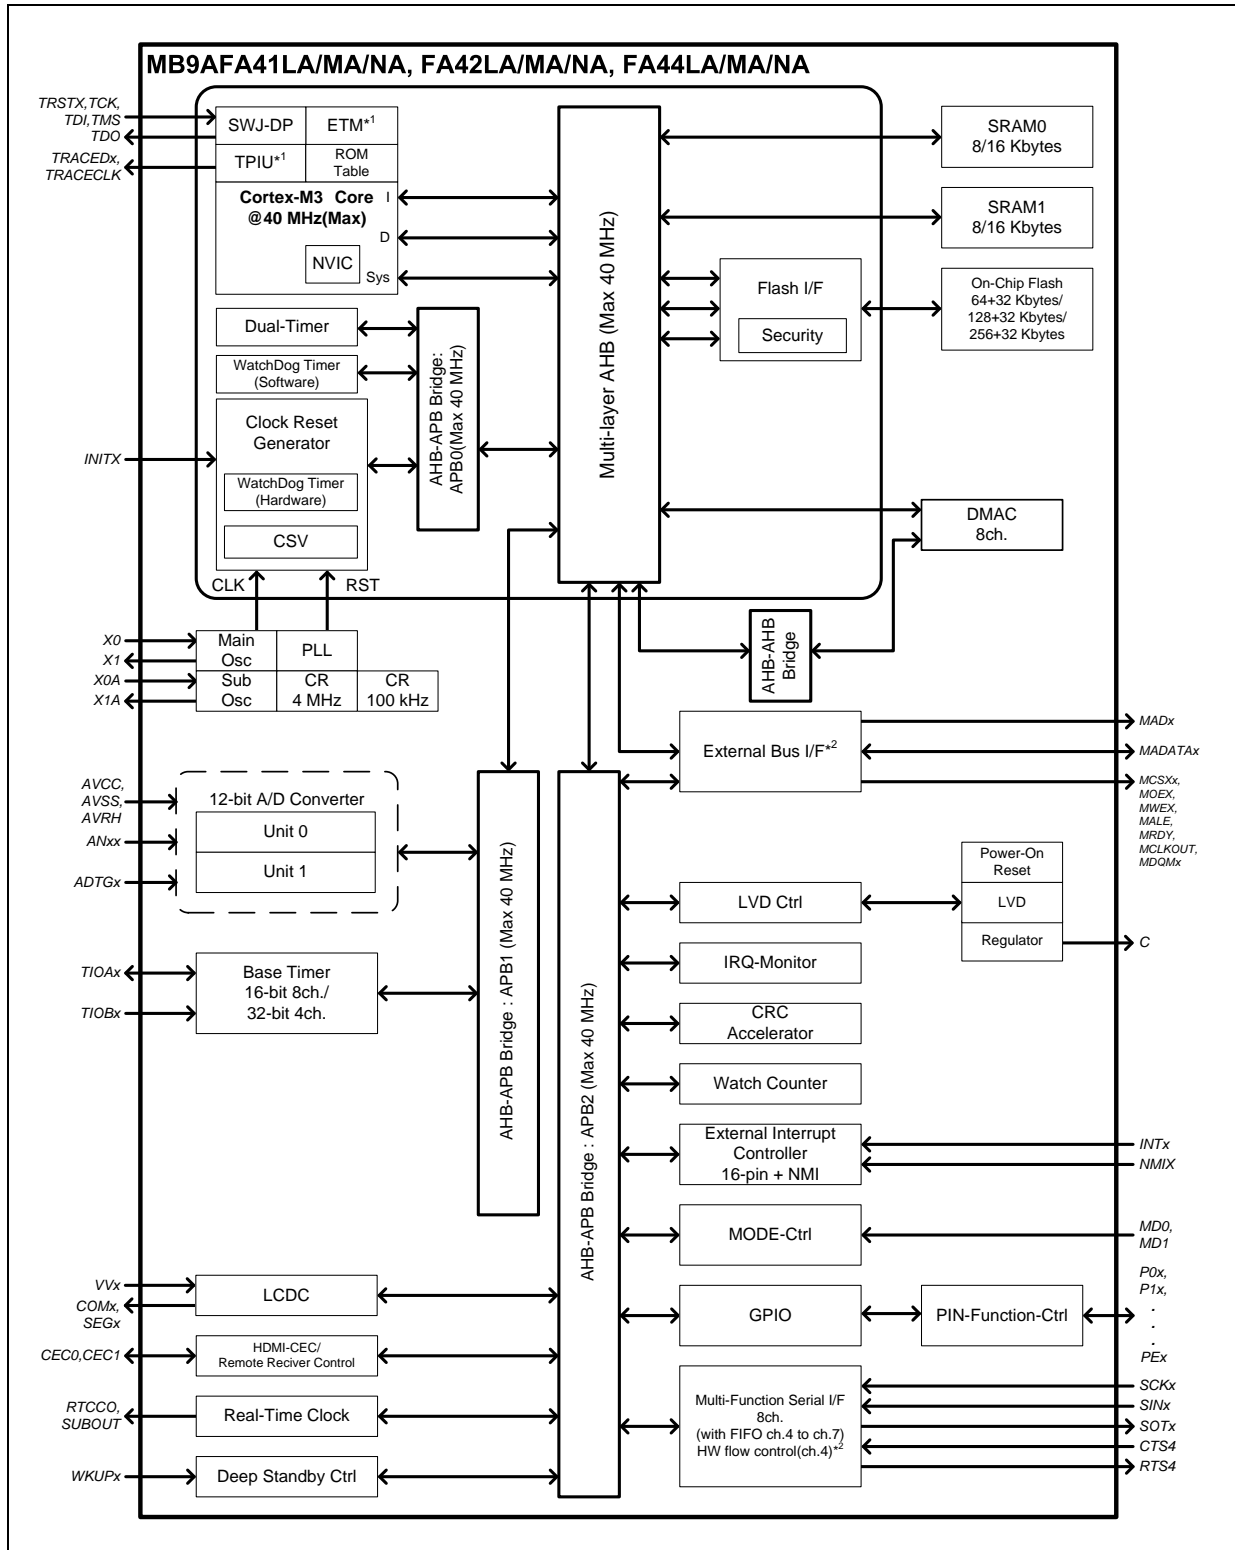 MB9AFA41LA/MA/NA, FA42LA/MA/NA, FA44LA/MA/NA
TRSTX,TCK,
TDI,TMS
TDO
TRACEDx,
TRACECLK
SWJ-DP
ETM*1
TPIU*1
ROM
Table
Cortex-M3 Core
@40 MHz(Max)
I
D
Sys
NVIC
Dual-Timer
WatchDog Timer
(Software)
Clock Reset
Generator
WatchDog Timer
(Hardware)
CSV
INITX
CLK
RST
AHB-APB Bridge:
APB0(Max 40 MHz)
Multi-layer AHB (Max 40 MHz)
Flash I/F
Security
SRAM0
8/16 Kbytes
SRAM1
8/16 Kbytes
On-Chip Flash
64+32 Kbytes/
128+32 Kbytes/
256+32 Kbytes
DMAC
8ch.
AHB-AHB
Bridge
X0
X1
X0A
X1A
Main
Osc
PLL
Sub
Osc
CR
4 MHz
CR
100 kHz
AVCC,
AVSS,
AVRH
ANxx
ADTGx
12-bit A/D Converter
Unit 0
Unit 1
TIOAx
TIOBx
Base Timer
16-bit 8ch./
32-bit 4ch.
AHB-APB Bridge : APB1 (Max 40 MHz)
AHB-APB Bridge : APB2 (Max 40 MHz)
External Bus I/F*2
MADx
MADATAx
MCSXx,
MOEX,
MWEX,
MALE,
MRDY,
MCLKOUT,
MDQMx
LVD Ctrl
Power-On
Reset
LVD
Regulator
C
IRQ-Monitor
CRC
Accelerator
Watch Counter
External Interrupt
Controller
16-pin + NMI
INTx
NMIX
MODE-Ctrl
MD0,
MD1
GPIO
PIN-Function-Ctrl
P0x,
P1x,
.
.
.
PEx
Multi-Function Serial I/F
8ch.
(with FIFO ch.4 to ch.7)
HW flow control(ch.4)*2
SCKx
SINx
SOTx
CTS4
RTS4
VVx
COMx,
SEGx
LCDC
CEC0,CEC1
HDMI-CEC/
Remote Reciver Control
RTCCO,
SUBOUT
Real-Time Clock
WKUPx
Deep Standby Ctrl